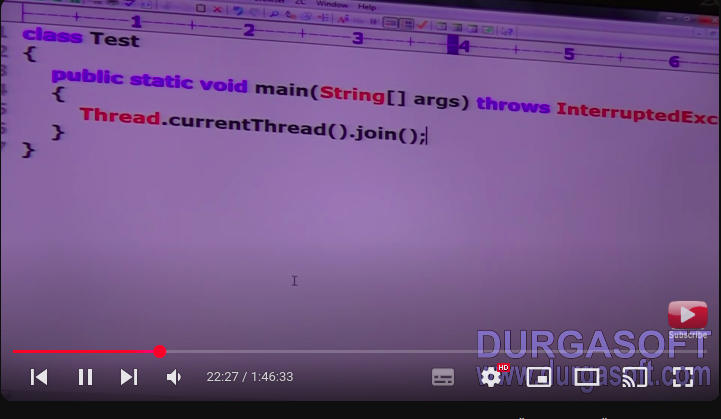 Window Help
1 2 3 4 5 6
class Test
{
public static void main(String[] args) throws InterruptedExc
{
Thread.currentThread().join();
}
}
Subscribe
DURGASOFT
www.durgasoft.com
22:27 / 1:46:33
HD